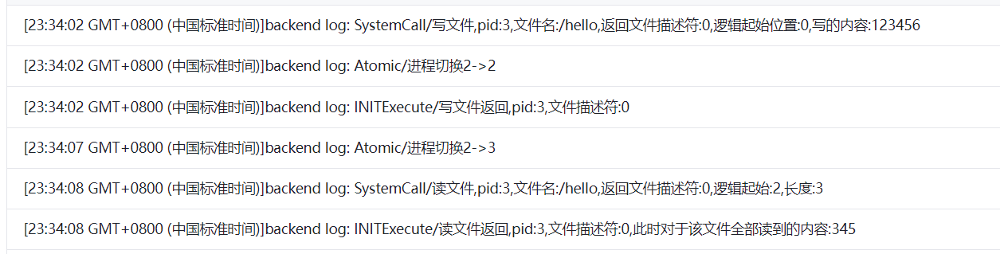 [23:34:02 GMT+0800 (中国标准时间)]backend log: SystemCall/写文件,pid:3,文件名:/hello,返回文件描述符:0,逻辑起始位置:0,写的内容:123456
[23:34:02 GMT+0800 (中国标准时间)]backend log: Atomic/进程切换2->2
[23:34:02 GMT+0800 (中国标准时间)]backend log: INITExecute/写文件返回,pid:3,文件描述符:0
[23:34:07 GMT+0800 (中国标准时间)]backend log: Atomic/进程切换2->3
[23:34:08 GMT+0800 (中国标准时间)]backend log: SystemCall/读文件,pid:3,文件名:/hello,返回文件描述符:0,逻辑起始:2,长度:3
[23:34:08 GMT+0800 (中国标准时间)]backend log: INITExecute/读文件返回,pid:3,文件描述符:0,此时对于该文件全部读到的内容:345